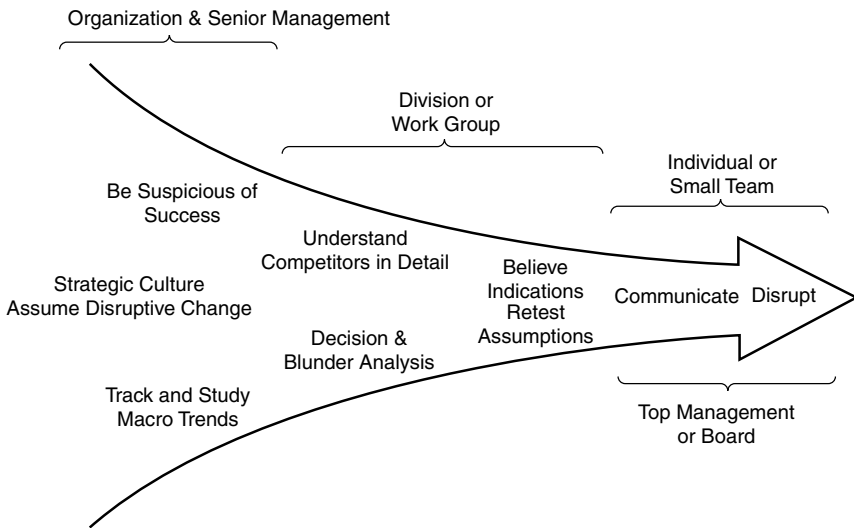 Organization & Senior Management
Division or
Work Group
Individual or
Small Team
Be Suspicious of
Success
Understand
Competitors in Detail
Strategic Culture
Assume Disruptive Change
Believe
Indications
Retest
Assumptions
Communicate
Disrupt
Decision &
Blunder Analysis
Track and Study
Macro Trends
Top Management
or Board